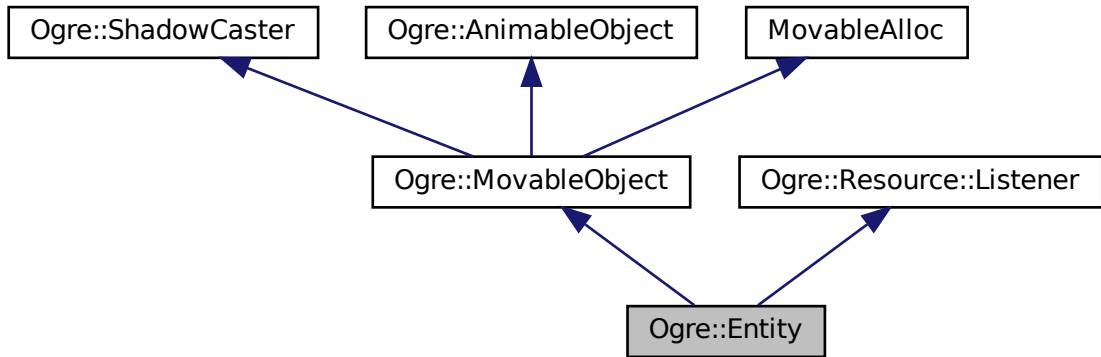 Ogre::ShadowCaster
Ogre::AnimableObject
MovableAlloc
Ogre::MovableObject
Ogre::Resource::Listener
Ogre::Entity